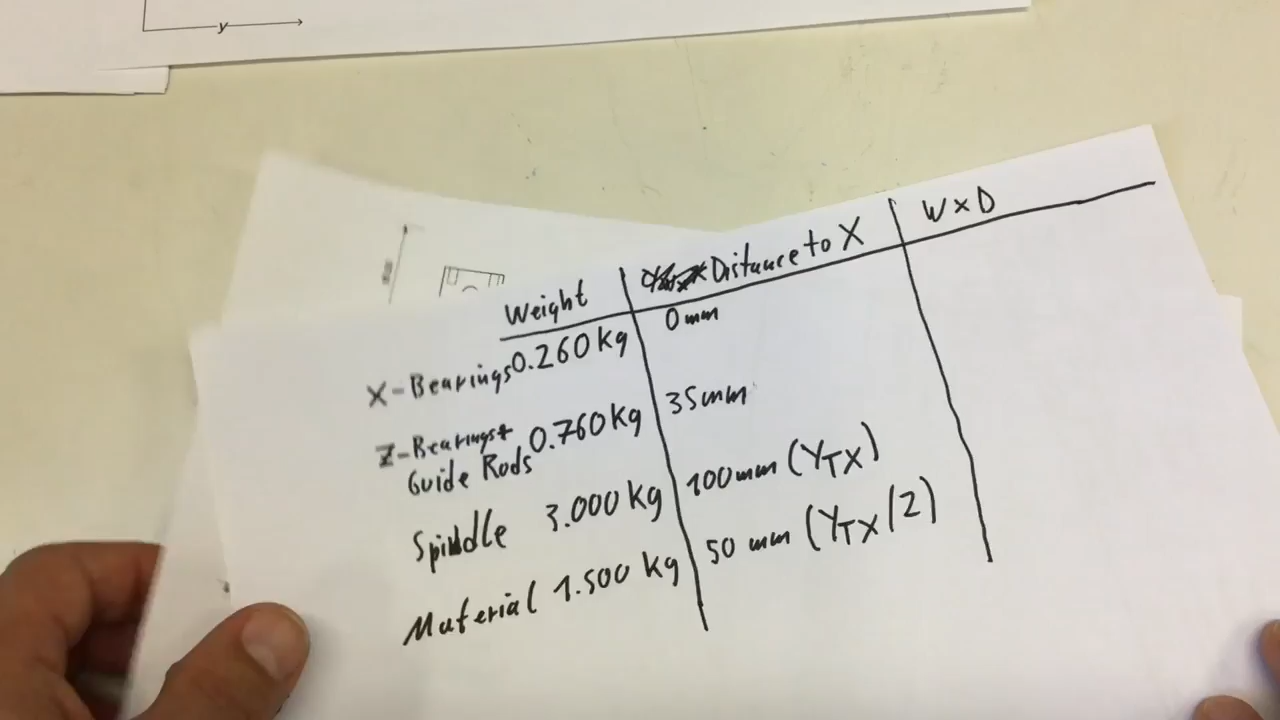 y
Weight Distance to X W x D
X-Bearings 0.260 kg 0 mm
Z-Bearings+ 0.760 kg 35 mm
Guide Rods
Spindle 3.000 kg 100 mm (YTX)
Material 1.500 kg 50 mm (YTX/2)